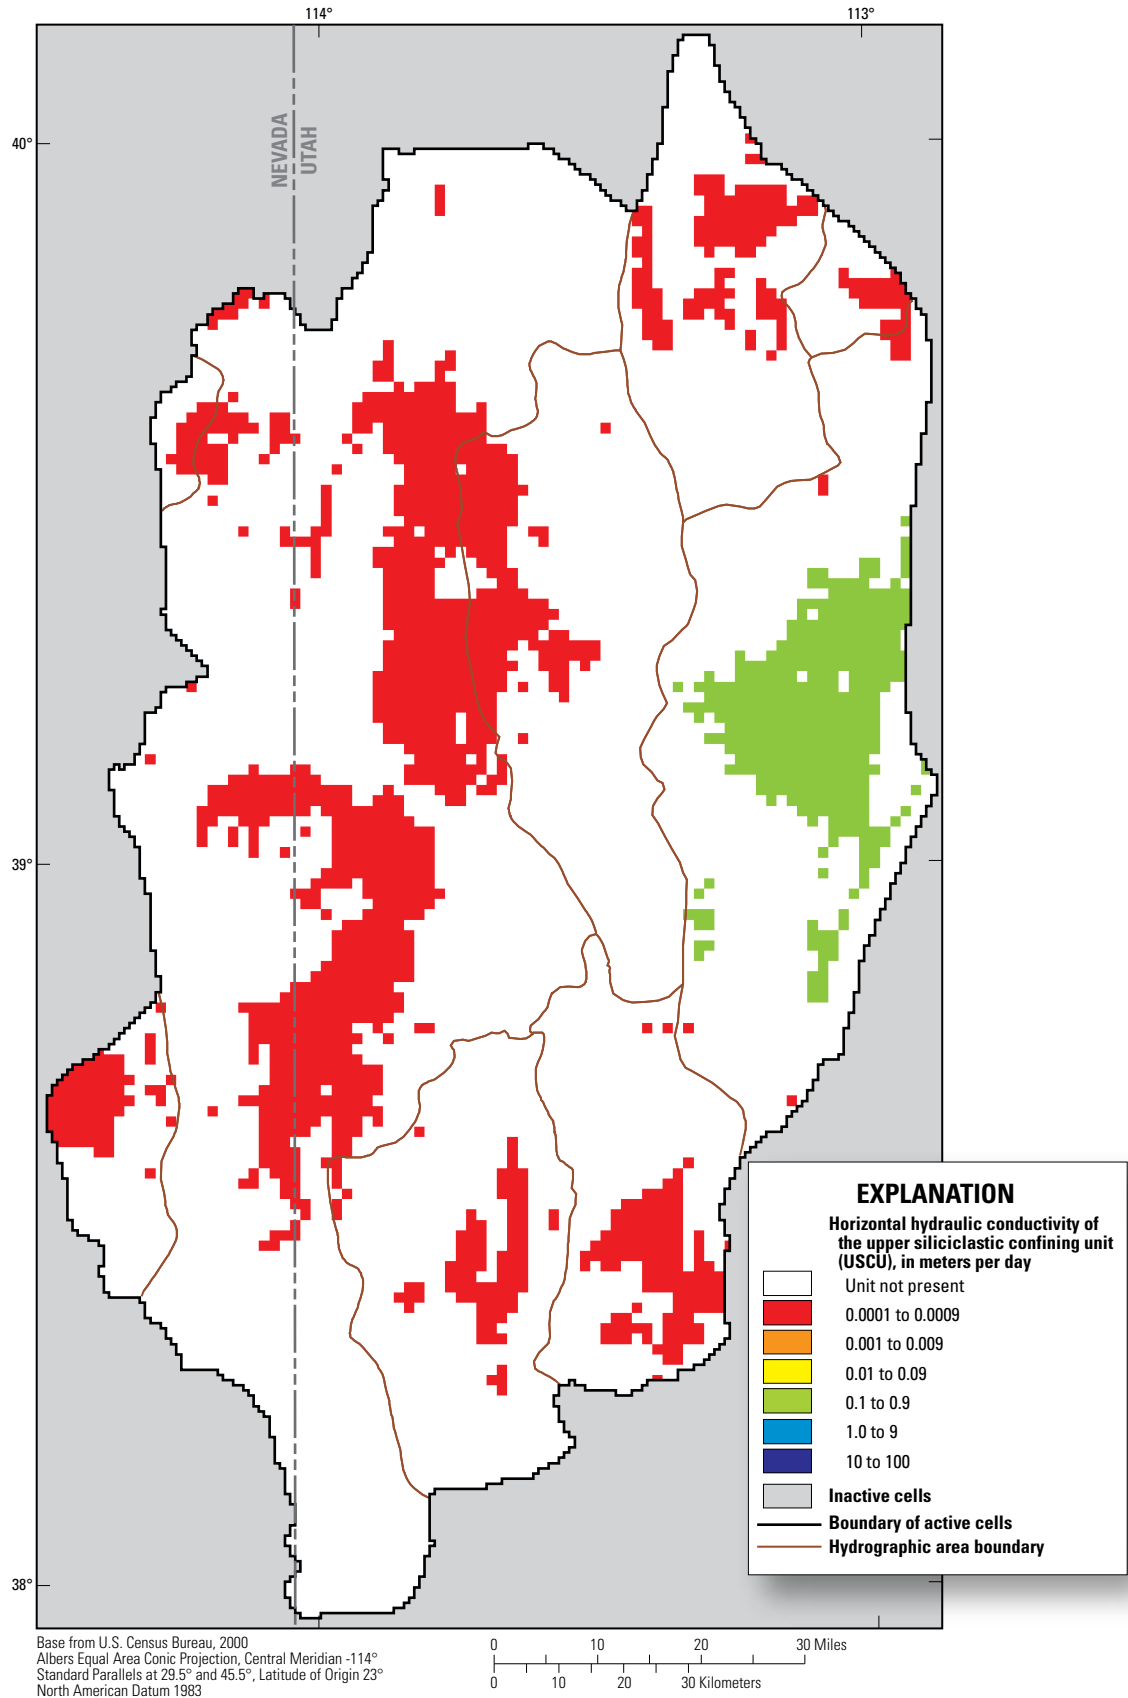 114°
113°
40°
NEVADA
UTAH
39°
38°
EXPLANATION
Horizontal hydraulic conductivity of
the upper siliciclastic confining unit
(USCU), in meters per day
Unit not present
0.0001 to 0.0009
0.001 to 0.009
0.01 to 0.09
0.1 to 0.9
1.0 to 9
10 to 100
Inactive cells
Boundary of active cells
Hydrographic area boundary
Base from U.S. Census Bureau, 2000
Albers Equal Area Conic Projection, Central Meridian -114°
Standard Parallels at 29.5° and 45.5°, Latitude of Origin 23°
North American Datum 1983
0 10 20 30 Miles
0 10 20 30 Kilometers